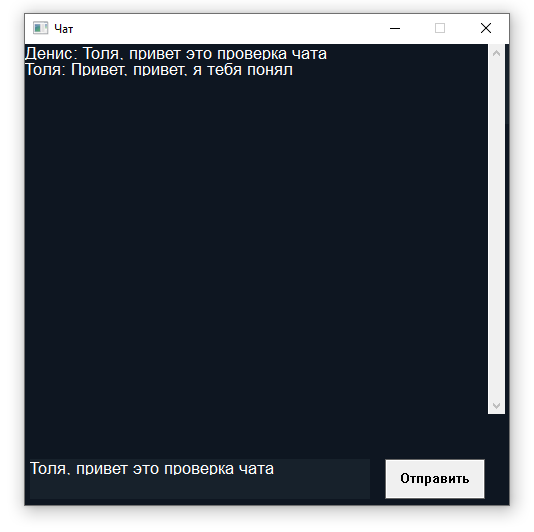 Чат
Денис: Толя, привет это проверка чата
Толя: Привет, привет, я тебя понял
Толя, привет это проверка чата
Отправить